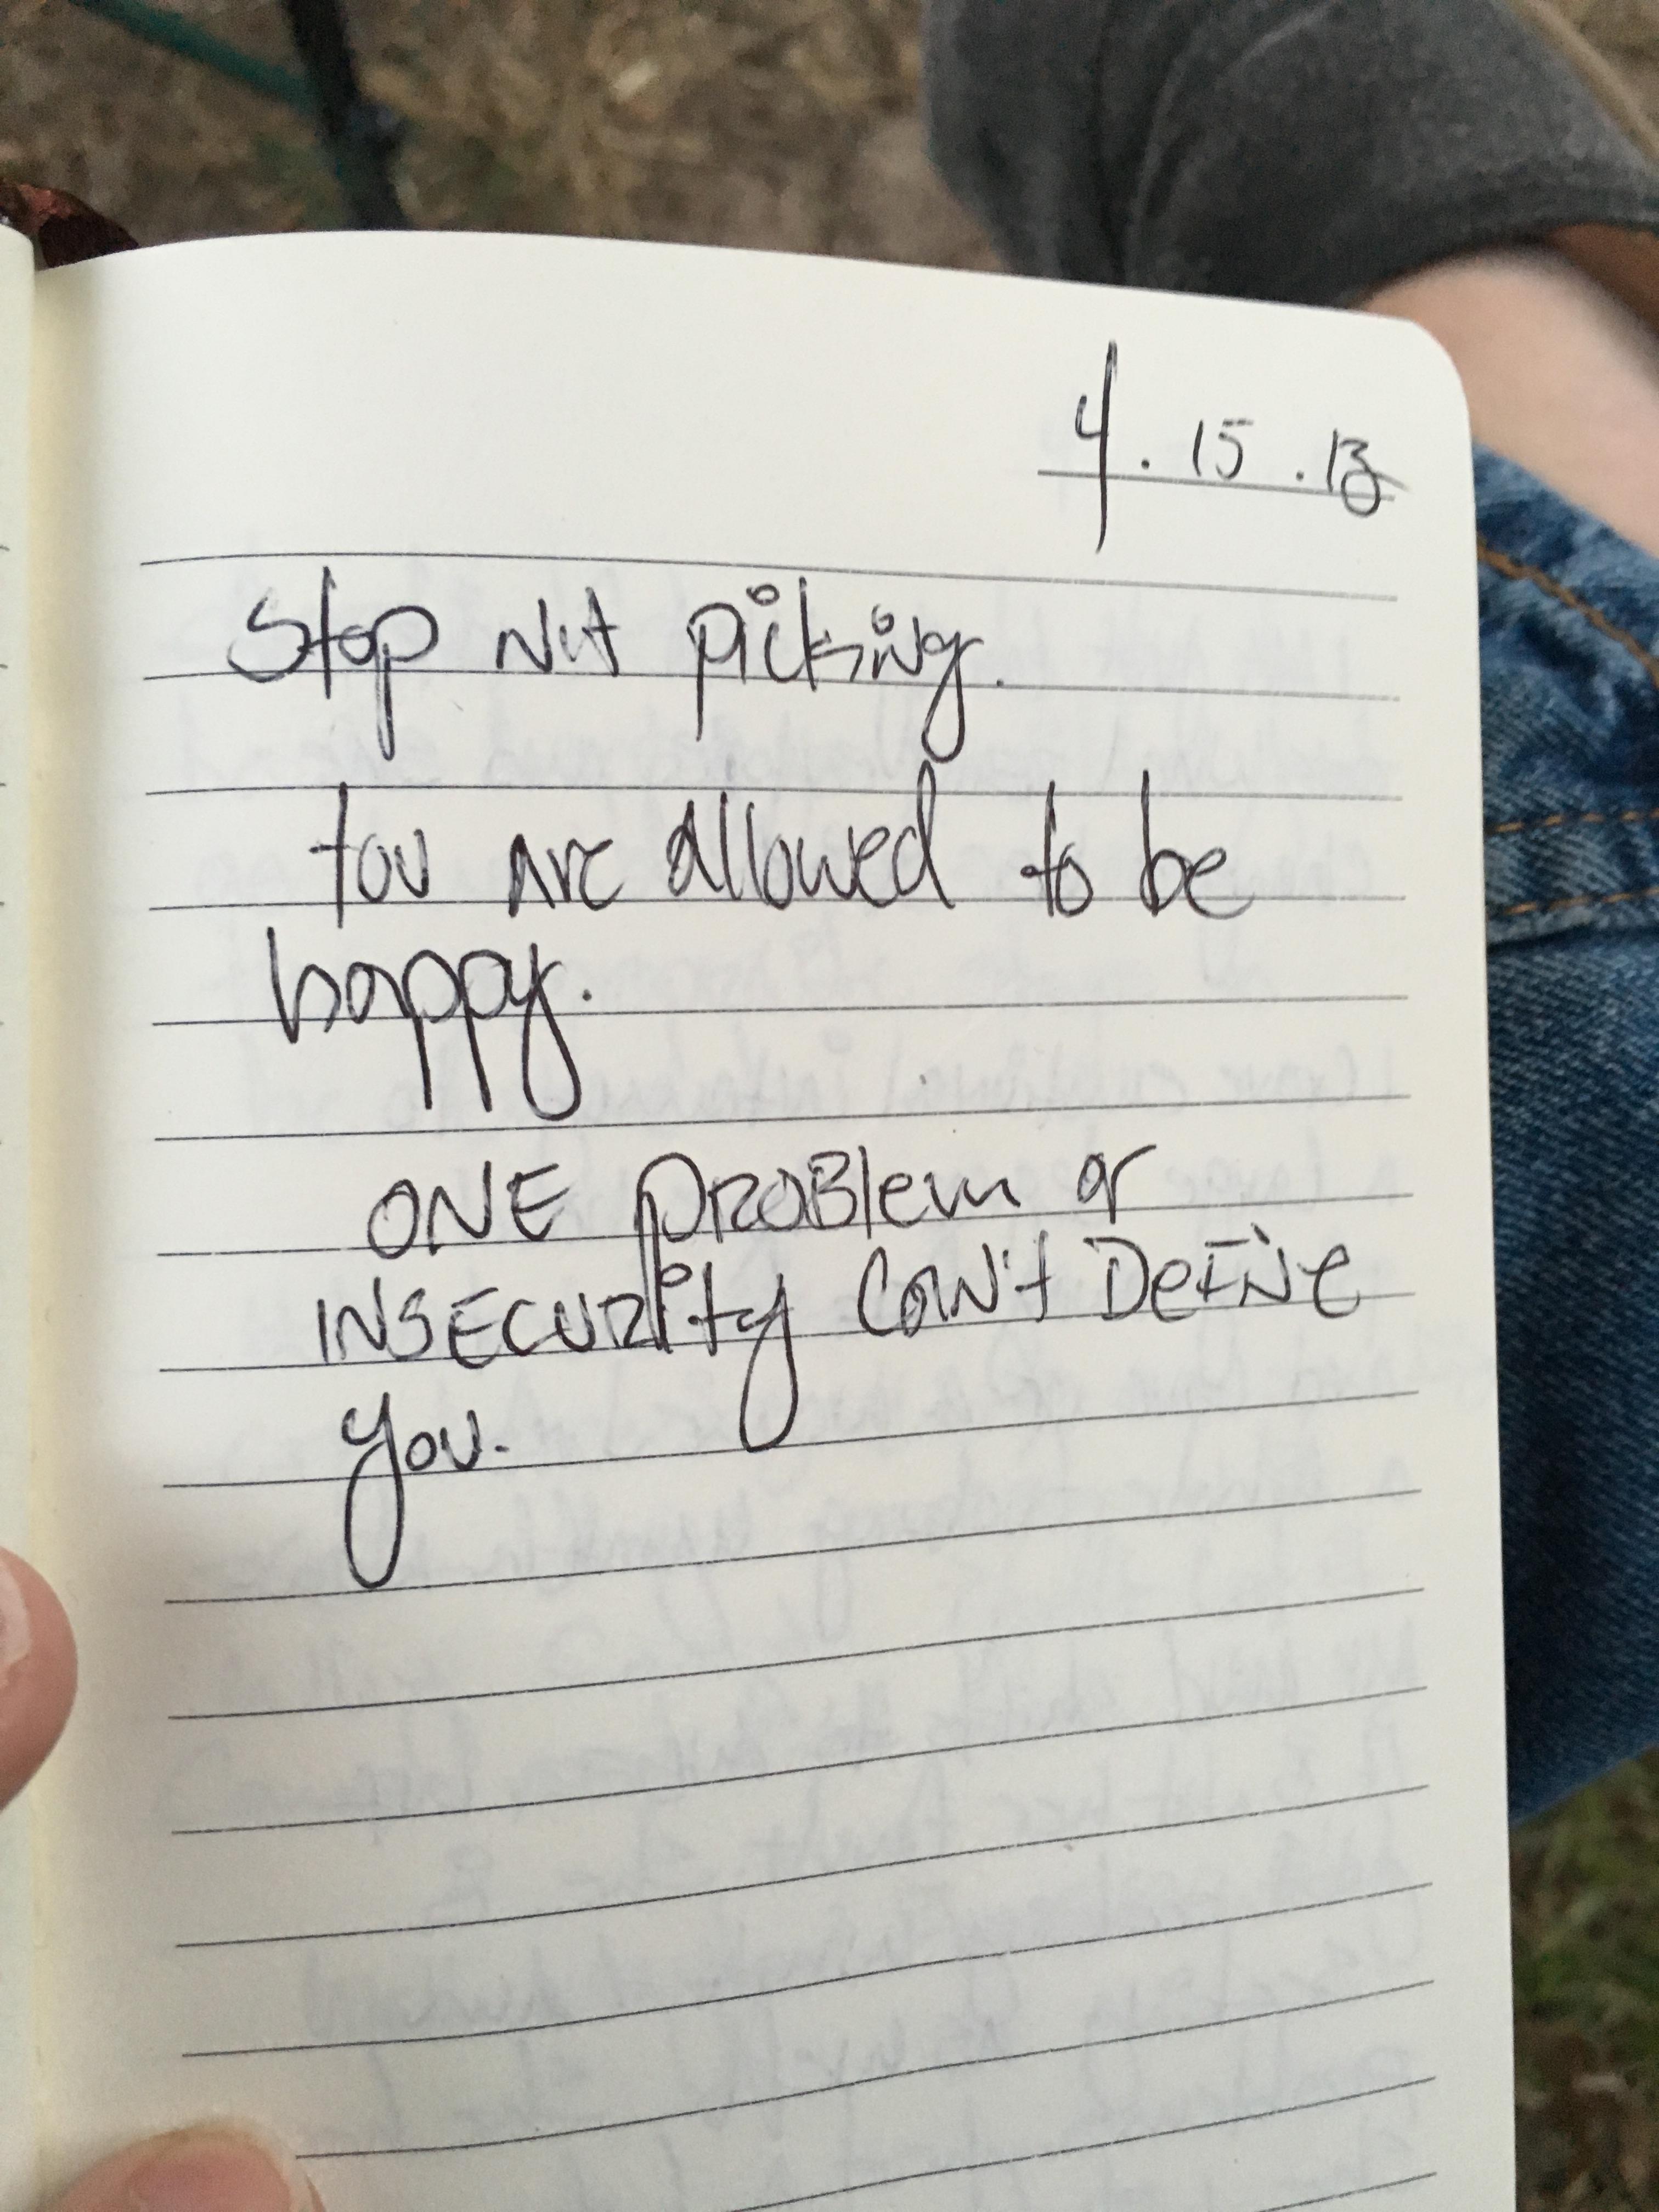 4.15.13
Stop Nit picking.
You are allowed to be
happy.
ONE PROBlem or
INSECURity CaN't DeFiNe
you.